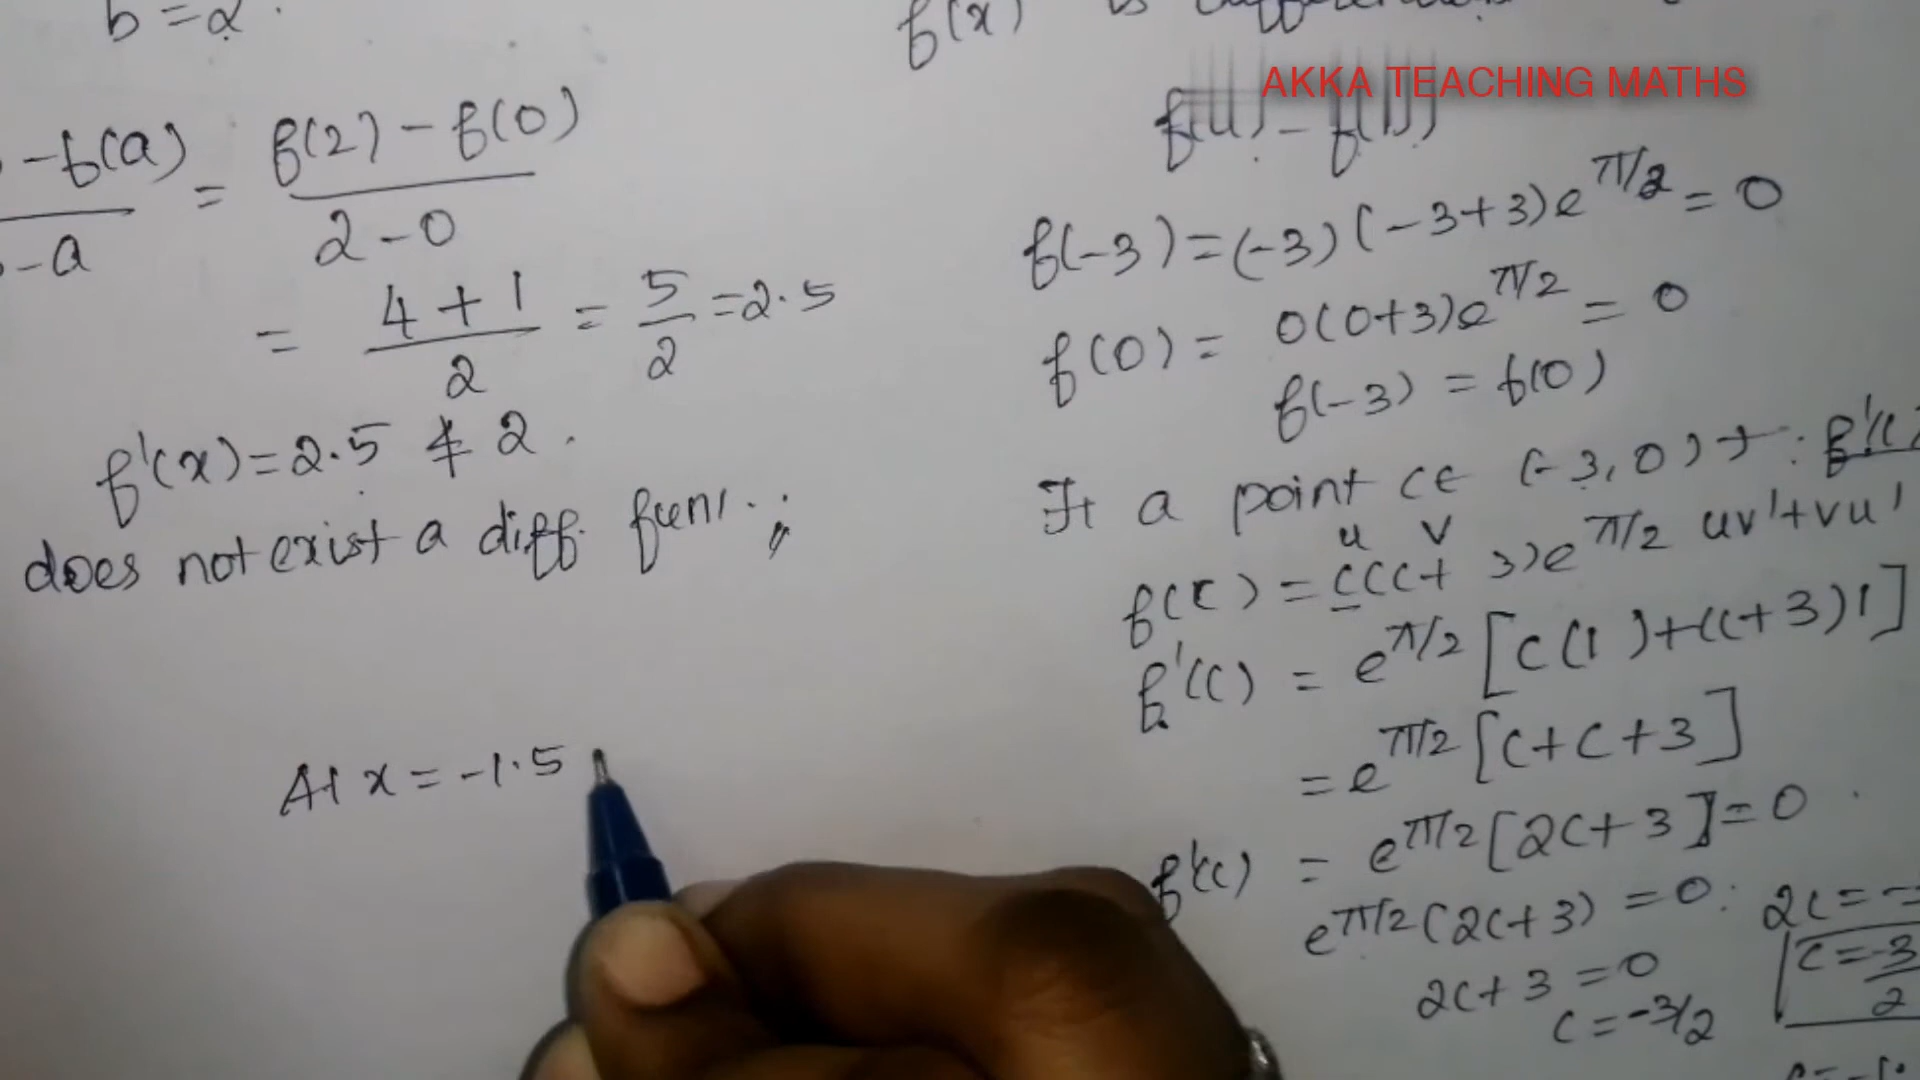 b = 2.
-f(a) / -a = f(2) - f(0) / 2 - 0
= 4 + 1 / 2 = 5 / 2 = 2.5
f'(x) = 2.5 ≰ 2.
does not exist a diff. fun.
At x = -1.5
f(x) is
AKKA TEACHING MATHS
f(-3) = (-3)(-3+3)e^π/2 = 0
f(0) = 0(0+3)e^π/2 = 0
f(-3) = f(0)
It a point c ∈ (-3, 0)
u v
f(c) = c(c+ 3)e^π/2 uv'+vu'
f'(c) = e^π/2 [c(1)+(c+3)1]
= e^π/2 [c+c+3]
f'(c) = e^π/2 [2c+3] = 0
e^π/2 (2c+3) = 0 : 2c = -
2c+3 = 0
c = -3/2
c = -3/2